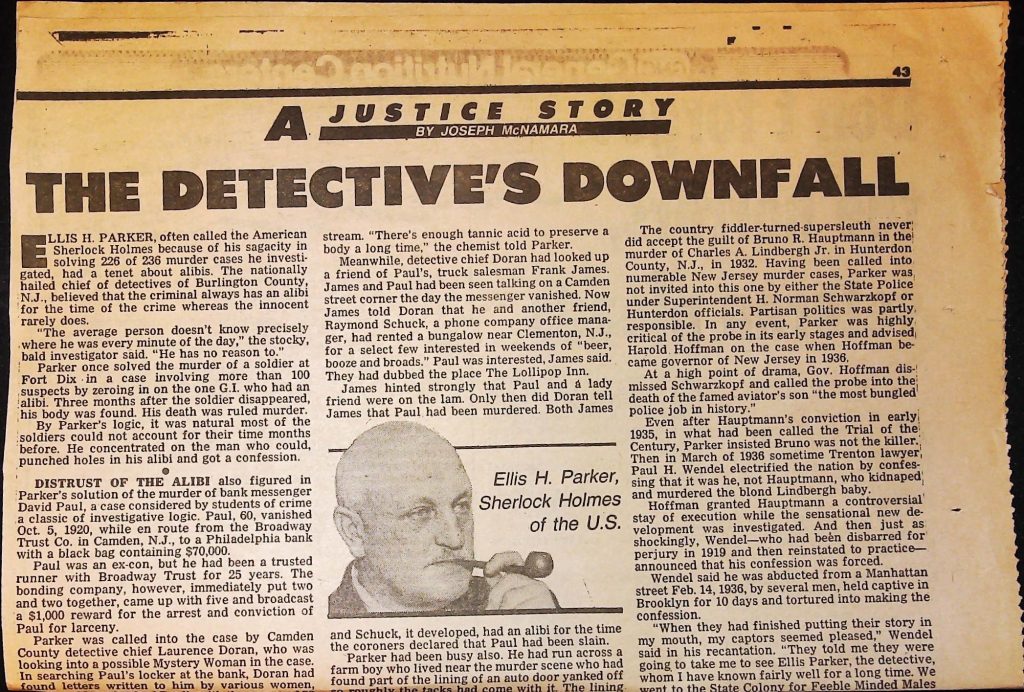 43
A JUSTICE STORY
BY JOSEPH McNAMARA
THE DETECTIVE'S DOWNFALL
ELLIS H. PARKER, often called the American
Sherlock Holmes because of his sagacity in
solving 226 of 236 murder cases he investi-
gated, had a tenet about alibis. The nationally
hailed chief of detectives of Burlington County,
N.J., believed that the criminal always has an alibi
for the time of the crime whereas the innocent
rarely does.
"The average person doesn't know precisely
where he was every minute of the day," the stocky,
bald investigator said. "He has no reason to."
Parker once solved the murder of a soldier at
Fort Dix in a case involving more than 100
suspects by zeroing in on the one G.I. who had an
alibi. Three months after the soldier disappeared,
his body was found. His death was ruled murder.
By Parker's logic, it was natural most of the
soldiers could not account for their time months
before. He concentrated on the man who could,
punched holes in his alibi and got a confession.
DISTRUST OF THE ALIBI also figured in
Parker's solution of the murder of bank messenger
David Paul, a case considered by students of crime
a classic of investigative logic. Paul, 60, vanished
Oct. 5, 1920, while en route from the Broadway
Trust Co. in Camden, N.J., to a Philadelphia bank
with a black bag containing $70,000.
Paul was an ex-con, but he had been a trusted
runner with Broadway Trust for 25 years. The
bonding company, however, immediately put two
and two together, came up with five and broadcast
a $1,000 reward for the arrest and conviction of
Paul for larceny.
Parker was called into the case by Camden
County detective chief Laurence Doran, who was
looking into a possible Mystery Woman in the case.
In searching Paul's locker at the bank, Doran had
found letters written to him by various women,
stream. "There's enough tannic acid to preserve a
body a long time," the chemist told Parker.
Meanwhile, detective chief Doran had looked up
a friend of Paul's, truck salesman Frank James.
James and Paul had been seen talking on a Camden
street corner the day the messenger vanished. Now
James told Doran that he and another friend,
Raymond Schuck, a phone company office mana-
ger, had rented a bungalow near Clementon, N.J.,
for a select few interested in weekends of "beer,
booze and broads." Paul was interested, James said.
They had dubbed the place The Lollipop Inn.
James hinted strongly that Paul and a lady
friend were on the lam. Only then did Doran tell
James that Paul had been murdered. Both James
Ellis H. Parker,
Sherlock Holmes
of the U.S.
and Schuck, it developed, had an alibi for the time
the coroners declared that Paul had been slain.
Parker had been busy also. He had run across a
farm boy who lived near the murder scene who had
found part of the lining of an auto door yanked off
so roughly the tacks had come with it. The lining
The country fiddler-turned-supersleuth never
did accept the guilt of Bruno R. Hauptmann in the
murder of Charles A. Lindbergh Jr. in Hunterdon
County, N.J., in 1932. Having been called into
numerable New Jersey murder cases, Parker was
not invited into this one by either the State Police
under Superintendent H. Norman Schwarzkopf or
Hunterdon officials. Partisan politics was partly
responsible. In any event, Parker was highly
critical of the probe in its early stages and advised
Harold Hoffman on the case when Hoffman be-
came governor of New Jersey in 1936.
At a high point of drama, Gov. Hoffman dis-
missed Schwarzkopf and called the probe into the
death of the famed aviator's son "the most bungled
police job in history."
Even after Hauptmann's conviction in early
1935, in what had been called the Trial of the
Century, Parker insisted Bruno was not the killer.
Then in March of 1936 sometime Trenton lawyer
Paul H. Wendel electrified the nation by confes-
sing that it was he, not Hauptmann, who kidnaped
and murdered the blond Lindbergh baby.
Hoffman granted Hauptmann a controversial
stay of execution while the sensational new de-
velopment was investigated. And then just as
shockingly, Wendel—who had been disbarred for
perjury in 1919 and then reinstated to practice—
announced that his confession was forced.
Wendel said he was abducted from a Manhattan
street Feb. 14, 1936, by several men, held captive in
Brooklyn for 10 days and tortured into making the
confession.
"When they had finished putting their story in
my mouth, my captors seemed pleased," Wendel
said in his recantation. "They told me they were
going to take me to see Ellis Parker, the detective,
whom I have known fairly well for a long time. We
went to the State Colony for Feeble Minded Males